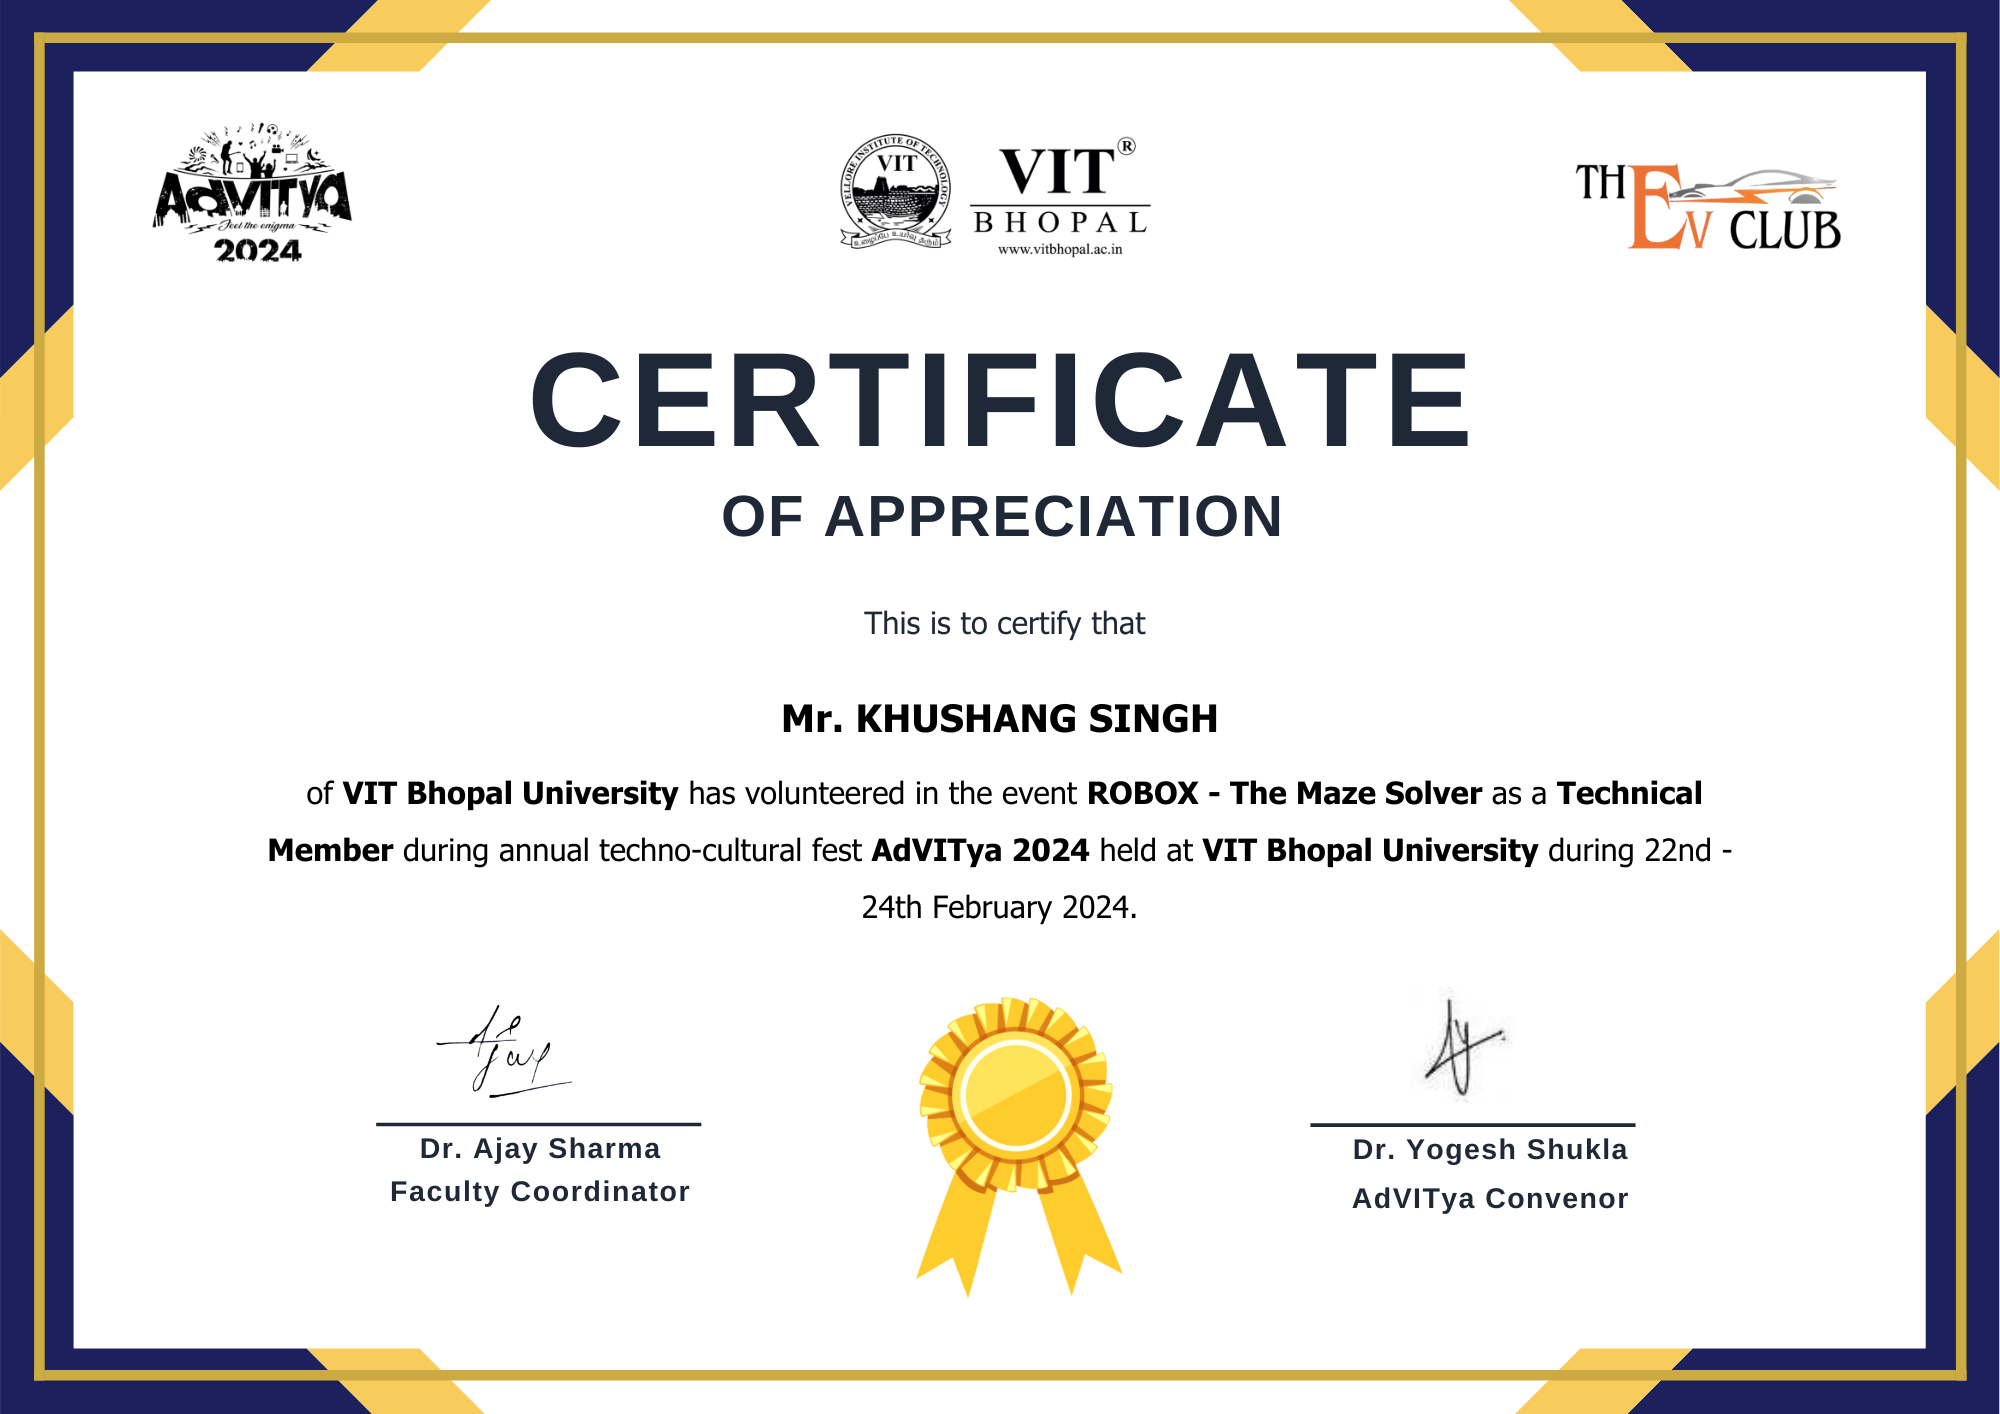 AdVITya
Feel the enigma
2024
VELLORE INSTITUTE OF TECHNOLOGY
VIT
VIT®
BHOPAL
www.vitbhopal.ac.in
THE EV CLUB
CERTIFICATE
OF APPRECIATION
This is to certify that
Mr. KHUSHANG SINGH
of VIT Bhopal University has volunteered in the event ROBOX - The Maze Solver as a Technical
Member during annual techno-cultural fest AdVITya 2024 held at VIT Bhopal University during 22nd -
24th February 2024.
Ajay
Dr. Ajay Sharma
Faculty Coordinator
Dr. Yogesh Shukla
AdVITya Convenor